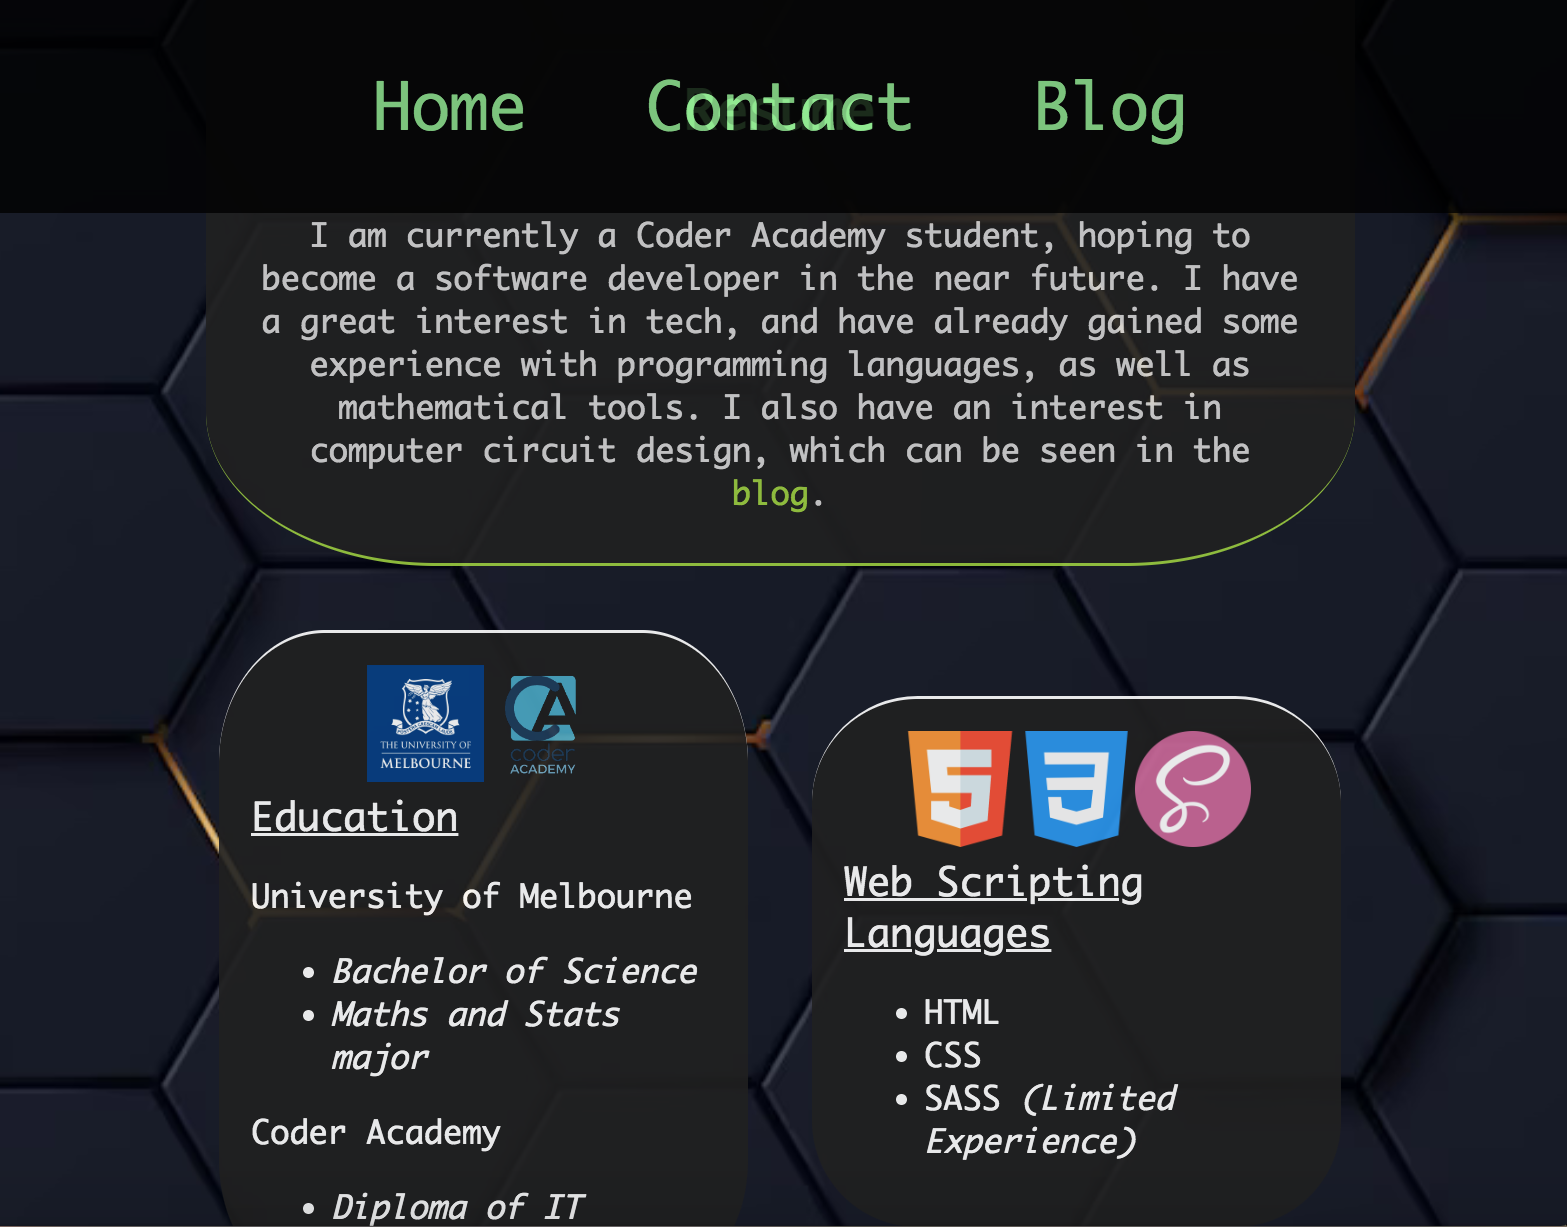 Home Contact Blog
Resume
I am currently a Coder Academy student, hoping to
become a software developer in the near future. I have
a great interest in tech, and have already gained some
experience with programming languages, as well as
mathematical tools. I also have an interest in
computer circuit design, which can be seen in the
blog.
THE UNIVERSITY OF
MELBOURNE
CA
coder
ACADEMY
Education
University of Melbourne
• Bachelor of Science
• Maths and Stats
major
Coder Academy
• Diploma of IT
5
3
S
Web Scripting
Languages
• HTML
• CSS
• SASS (Limited
Experience)